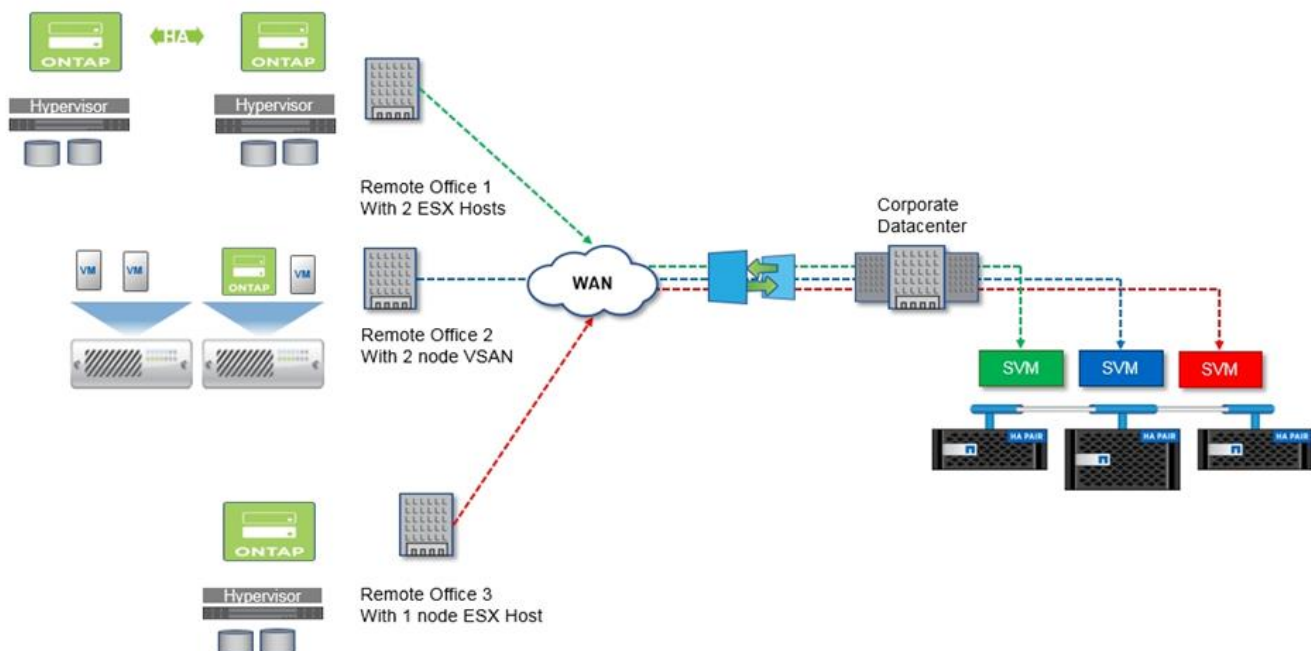 ONTAP
HA
ONTAP
Hypervisor
Hypervisor
Remote Office 1
With 2 ESX Hosts
VM
VM
ONTAP
VM
Remote Office 2
With 2 node VSAN
WAN
Corporate
Datacenter
SVM
SVM
SVM
HA PAIR
HA PAIR
HA PAIR
ONTAP
Hypervisor
Remote Office 3
With 1 node ESX Host